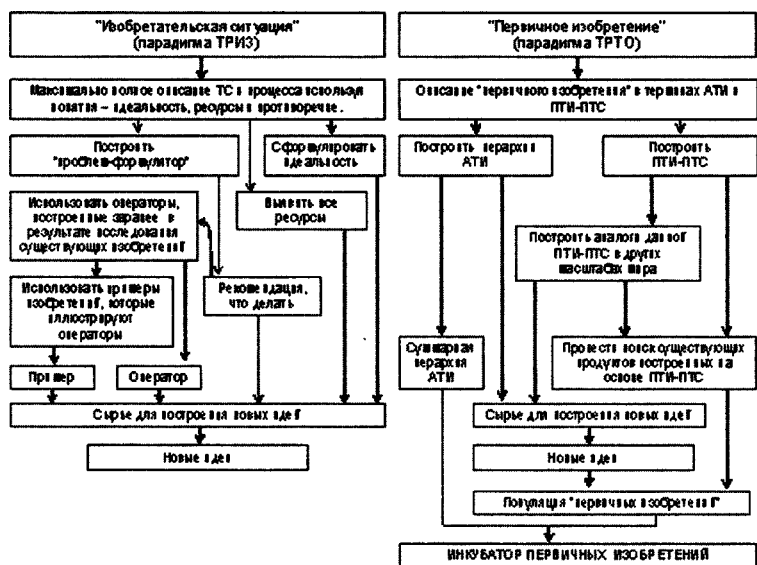 "Изобретательская ситуация"
(парадигма ТРИЗ)
Максимально полное описание ТС и процесса используя
понятия – идеальность, ресурсы и противоречие.
Построить
"проблем-формулятор"
Сформулировать
идеальность
Использовать операторы,
построенные заранее в
результате исследования
существующих изобретений
Выявить все
ресурсы
Использовать примеры
изобретений, которые
иллюстрируют
операторы
Рекомендация,
что делать
Пример
Оператор
Сырье для построения новых идей
Новые идеи
"Первичное изобретение"
(парадигма ТРТО)
Описание "первичного изобретения" в терминах АТИ и
ПТИ-ПТС
Построить иерархии
АТИ
Построить
ПТИ-ПТС
Построить аналоги данной
ПТИ-ПТС в других
масштабах мира
Суммарная
иерархия
АТИ
Провести поиск существующих
продуктов построенных на
основе ПТИ-ПТС
Сырье для построения новых идей
Новые идеи
Популяция "первичных изобретений"
ИНКУБАТОР ПЕРВИЧНЫХ ИЗОБРЕТЕНИЙ